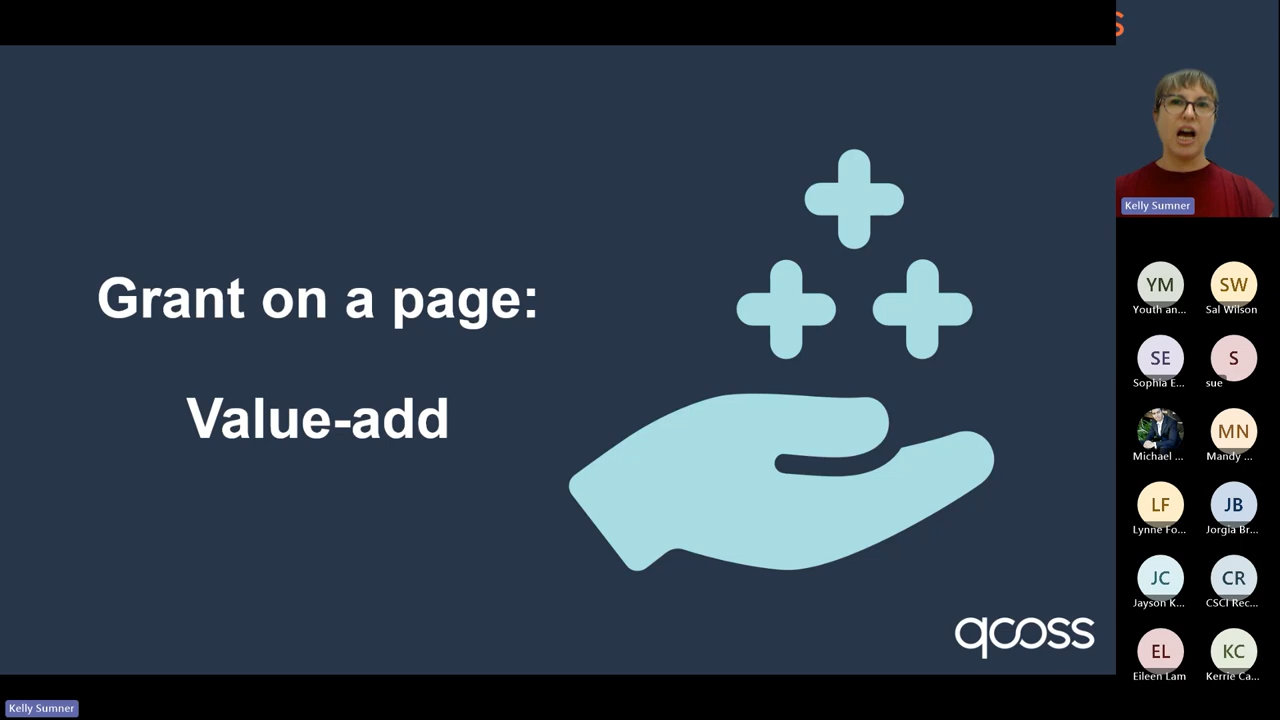 Grant on a page:
Value-add
qcoss
Kelly Sumner
S
Kelly Sumner
YM
SW
Youth an...
Sal Wilson
SE
S
Sophia E...
sue
MN
Michael ...
Mandy ...
LF
JB
Lynne Fo...
Jorgia Br...
JC
CR
Jayson K...
CSCI Rec...
EL
KC
Eileen Lam
Kerrie Ca...